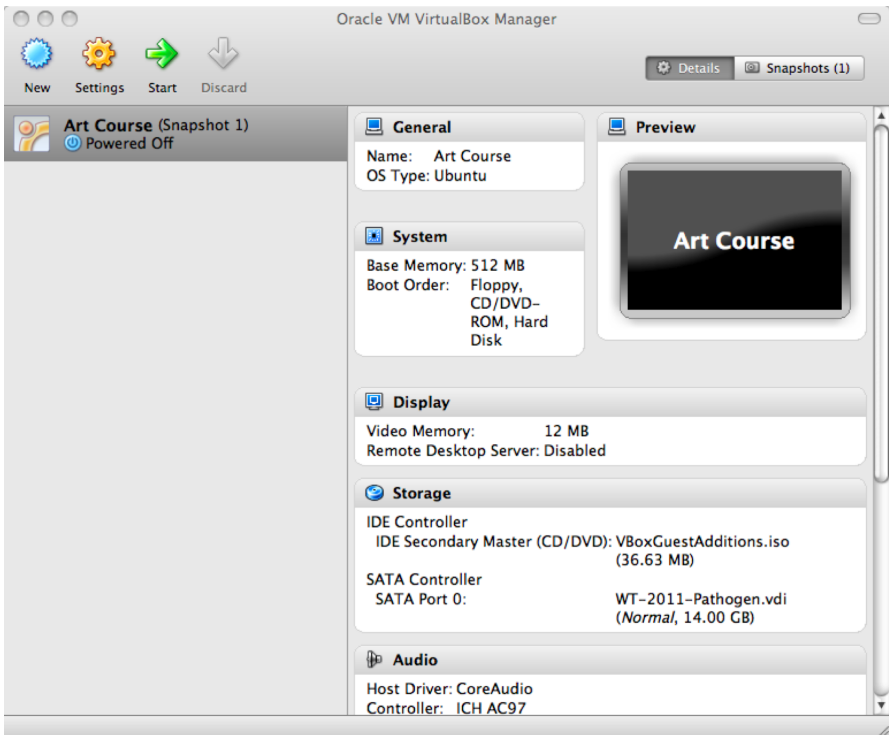 Oracle VM VirtualBox Manager
New
Settings
Start
Discard
Details
Snapshots (1)
Art Course (Snapshot 1)
Powered Off
General
Name: Art Course
OS Type: Ubuntu
Preview
Art Course
System
Base Memory: 512 MB
Boot Order: Floppy,
CD/DVD-
ROM, Hard
Disk
Display
Video Memory: 12 MB
Remote Desktop Server: Disabled
Storage
IDE Controller
IDE Secondary Master (CD/DVD): VBoxGuestAdditions.iso
(36.63 MB)
SATA Controller
SATA Port 0: WT-2011-Pathogen.vdi
(Normal, 14.00 GB)
Audio
Host Driver: CoreAudio
Controller: ICH AC97